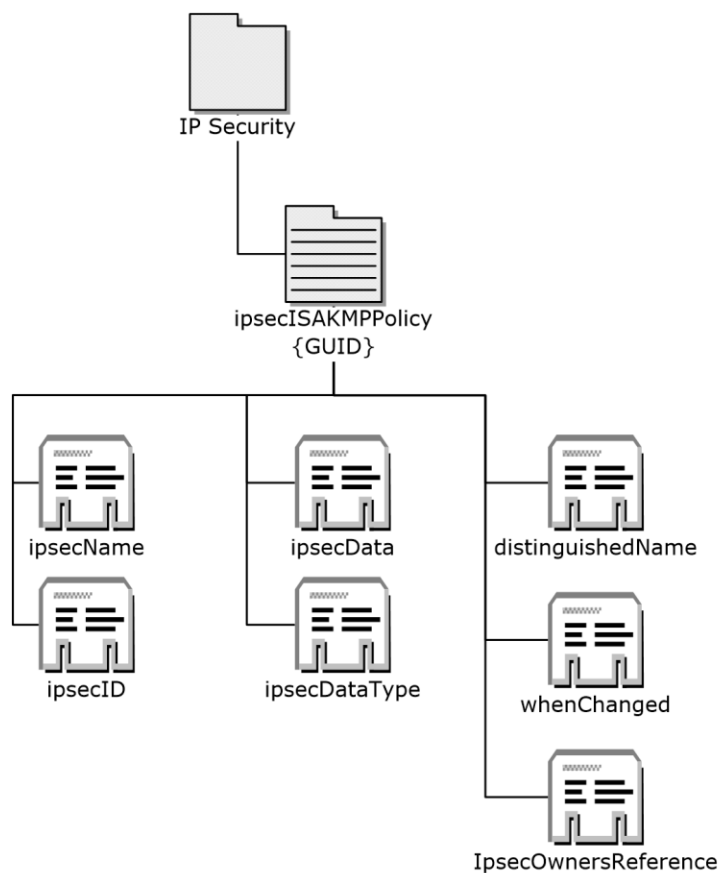 IP Security
ipsecISAKMPPolicy
{GUID}
ipsecName
ipsecData
distinguishedName
ipsecID
ipsecDataType
whenChanged
IpsecOwnersReference